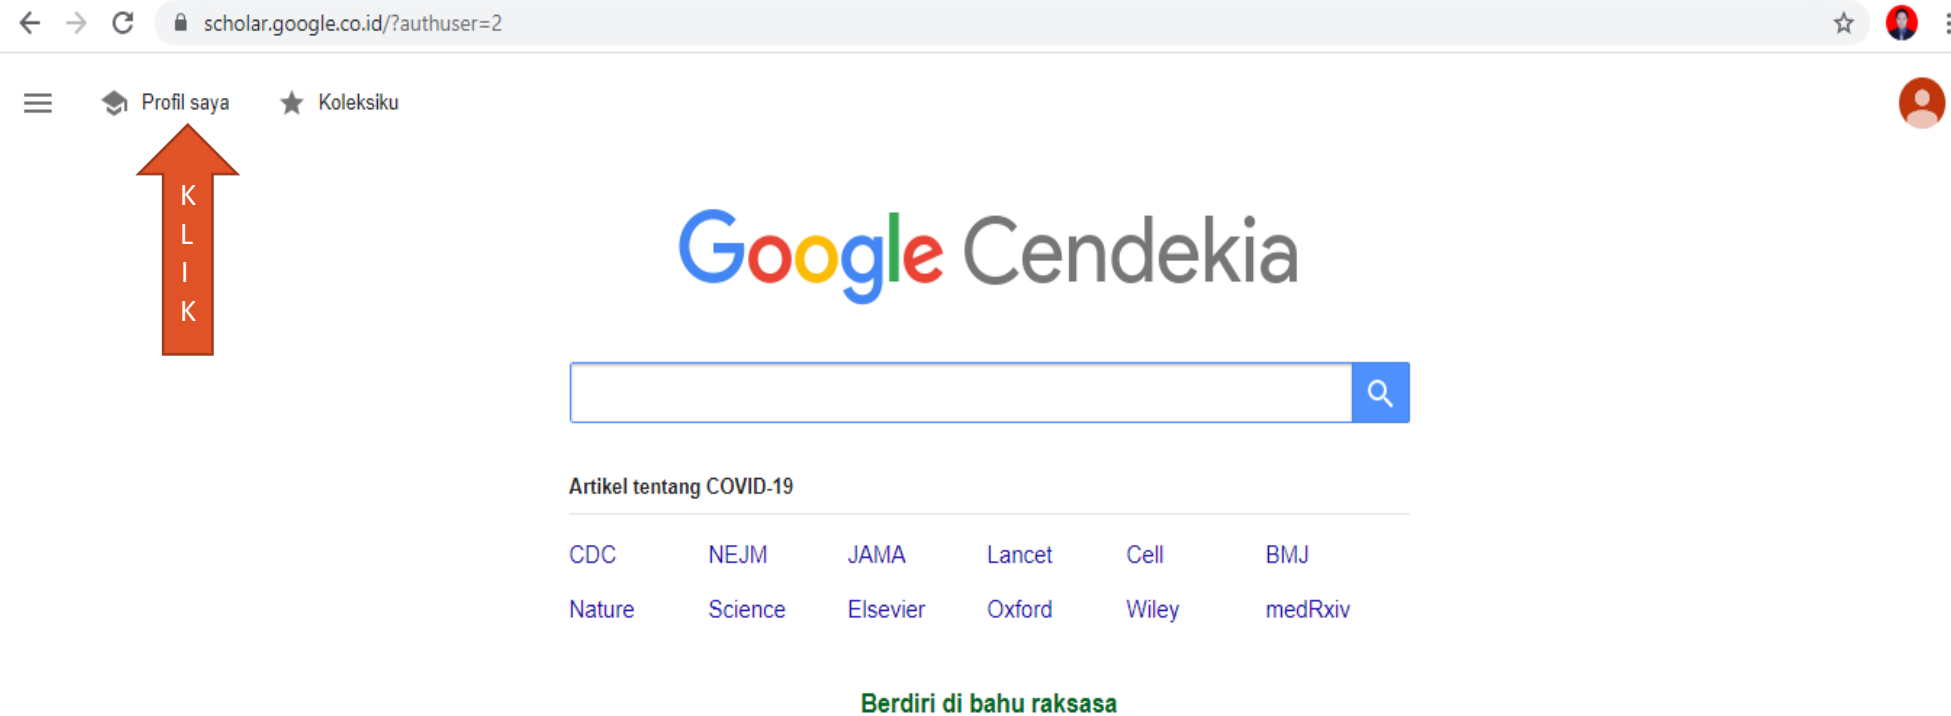 scholar.google.co.id/?authuser=2
Profil saya Koleksiku
K
L
I
K
Google Cendekia
Artikel tentang COVID-19
CDC NEJM JAMA Lancet Cell BMJ
Nature Science Elsevier Oxford Wiley medRxiv
Berdiri di bahu raksasa